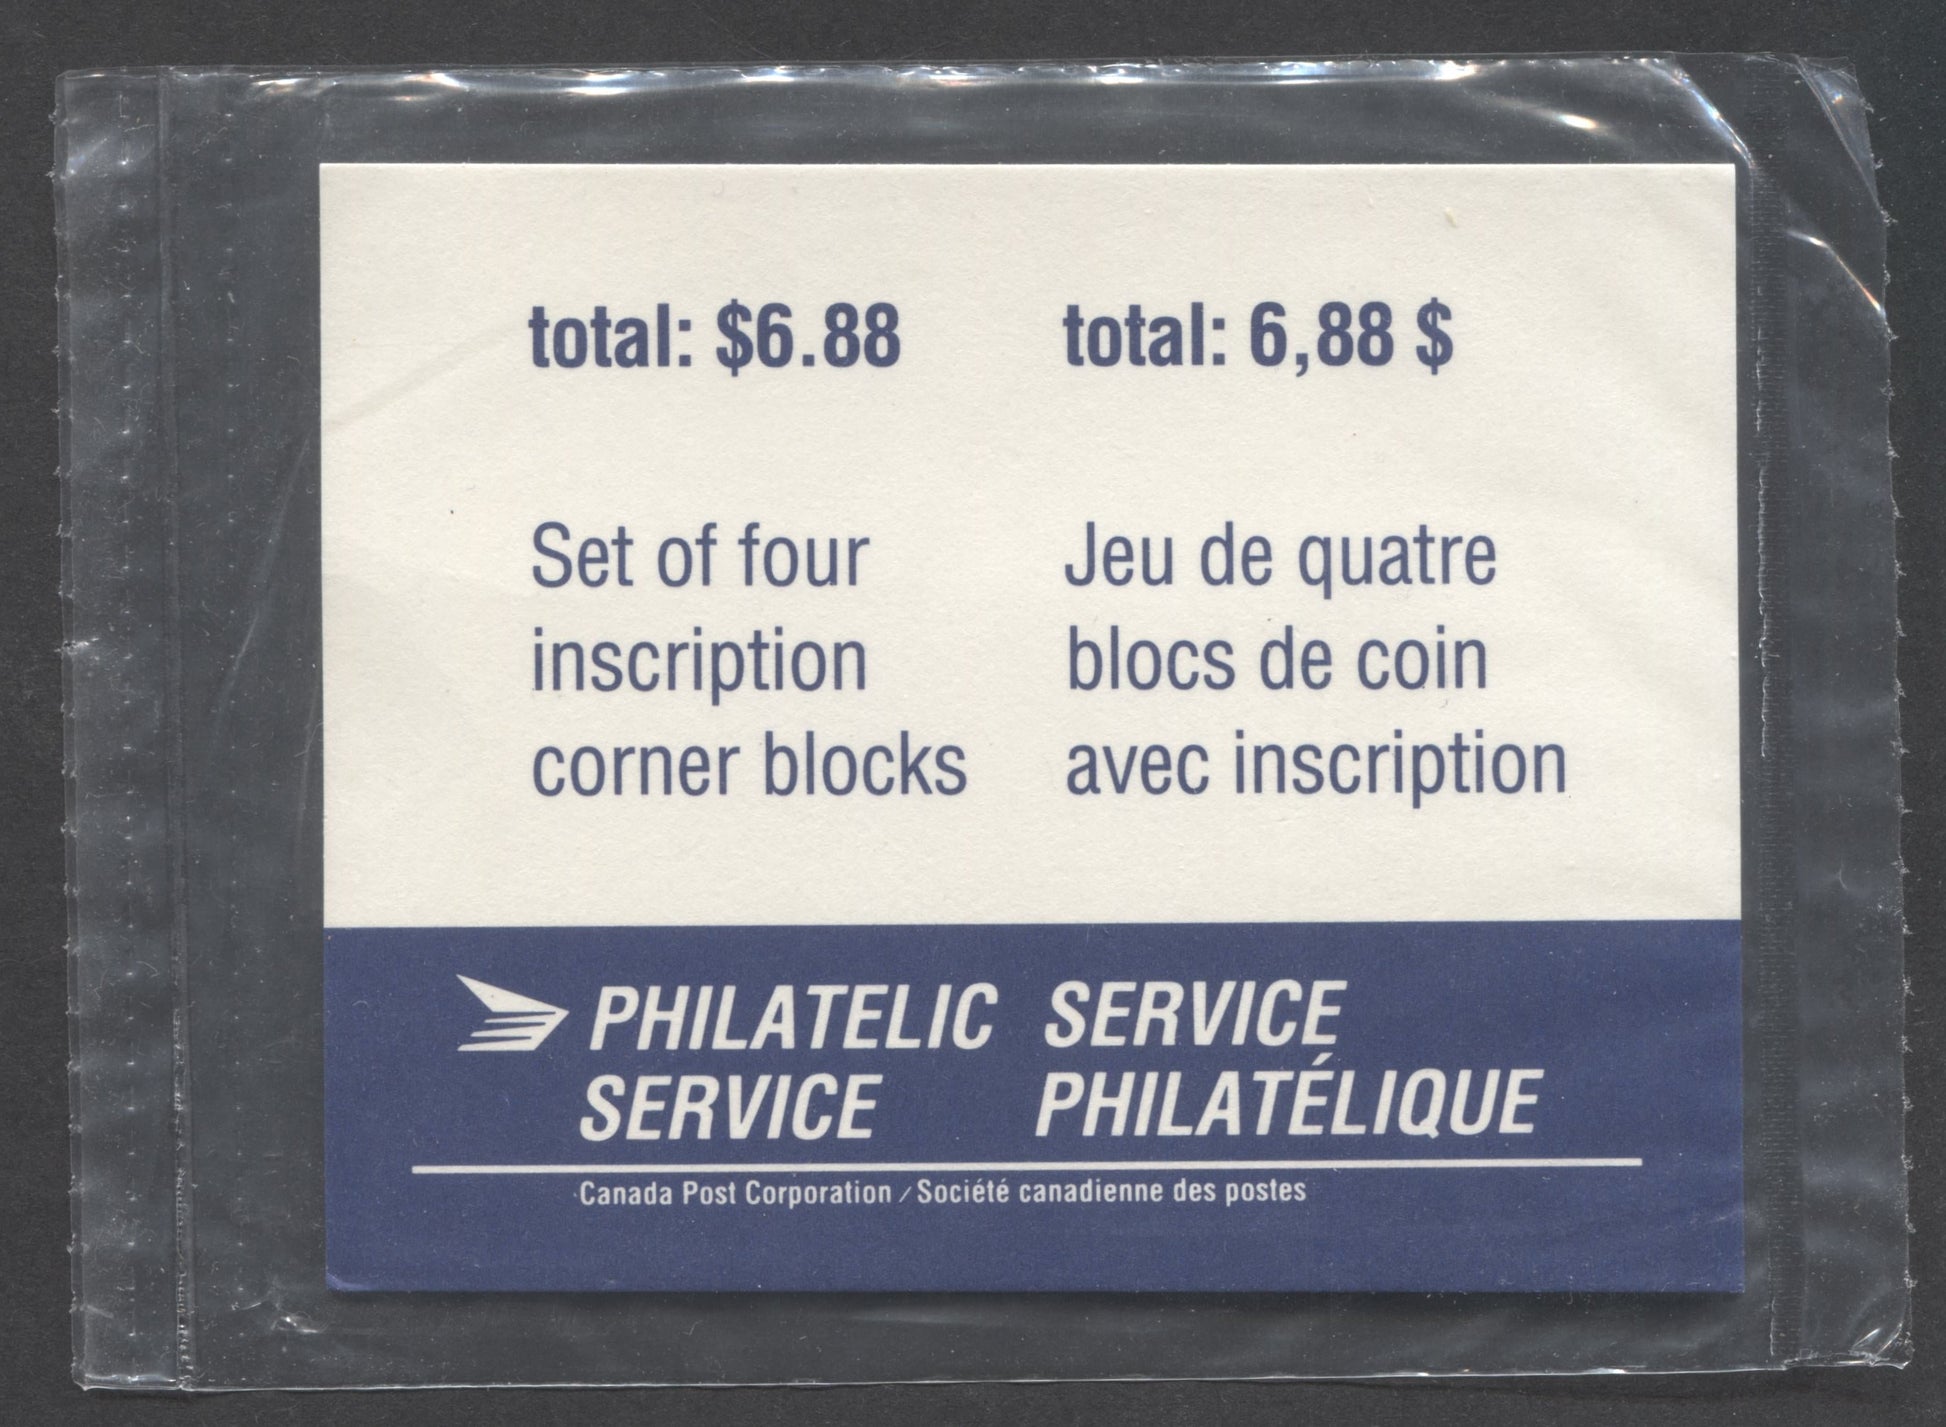 total: $6.88
total: 6,88 $
Set of four
inscription
corner blocks
Jeu de quatre
blocs de coin
avec inscription
PHILATELIC
SERVICE
SERVICE
PHILATÉLIQUE
Canada Post Corporation / Société canadienne des postes